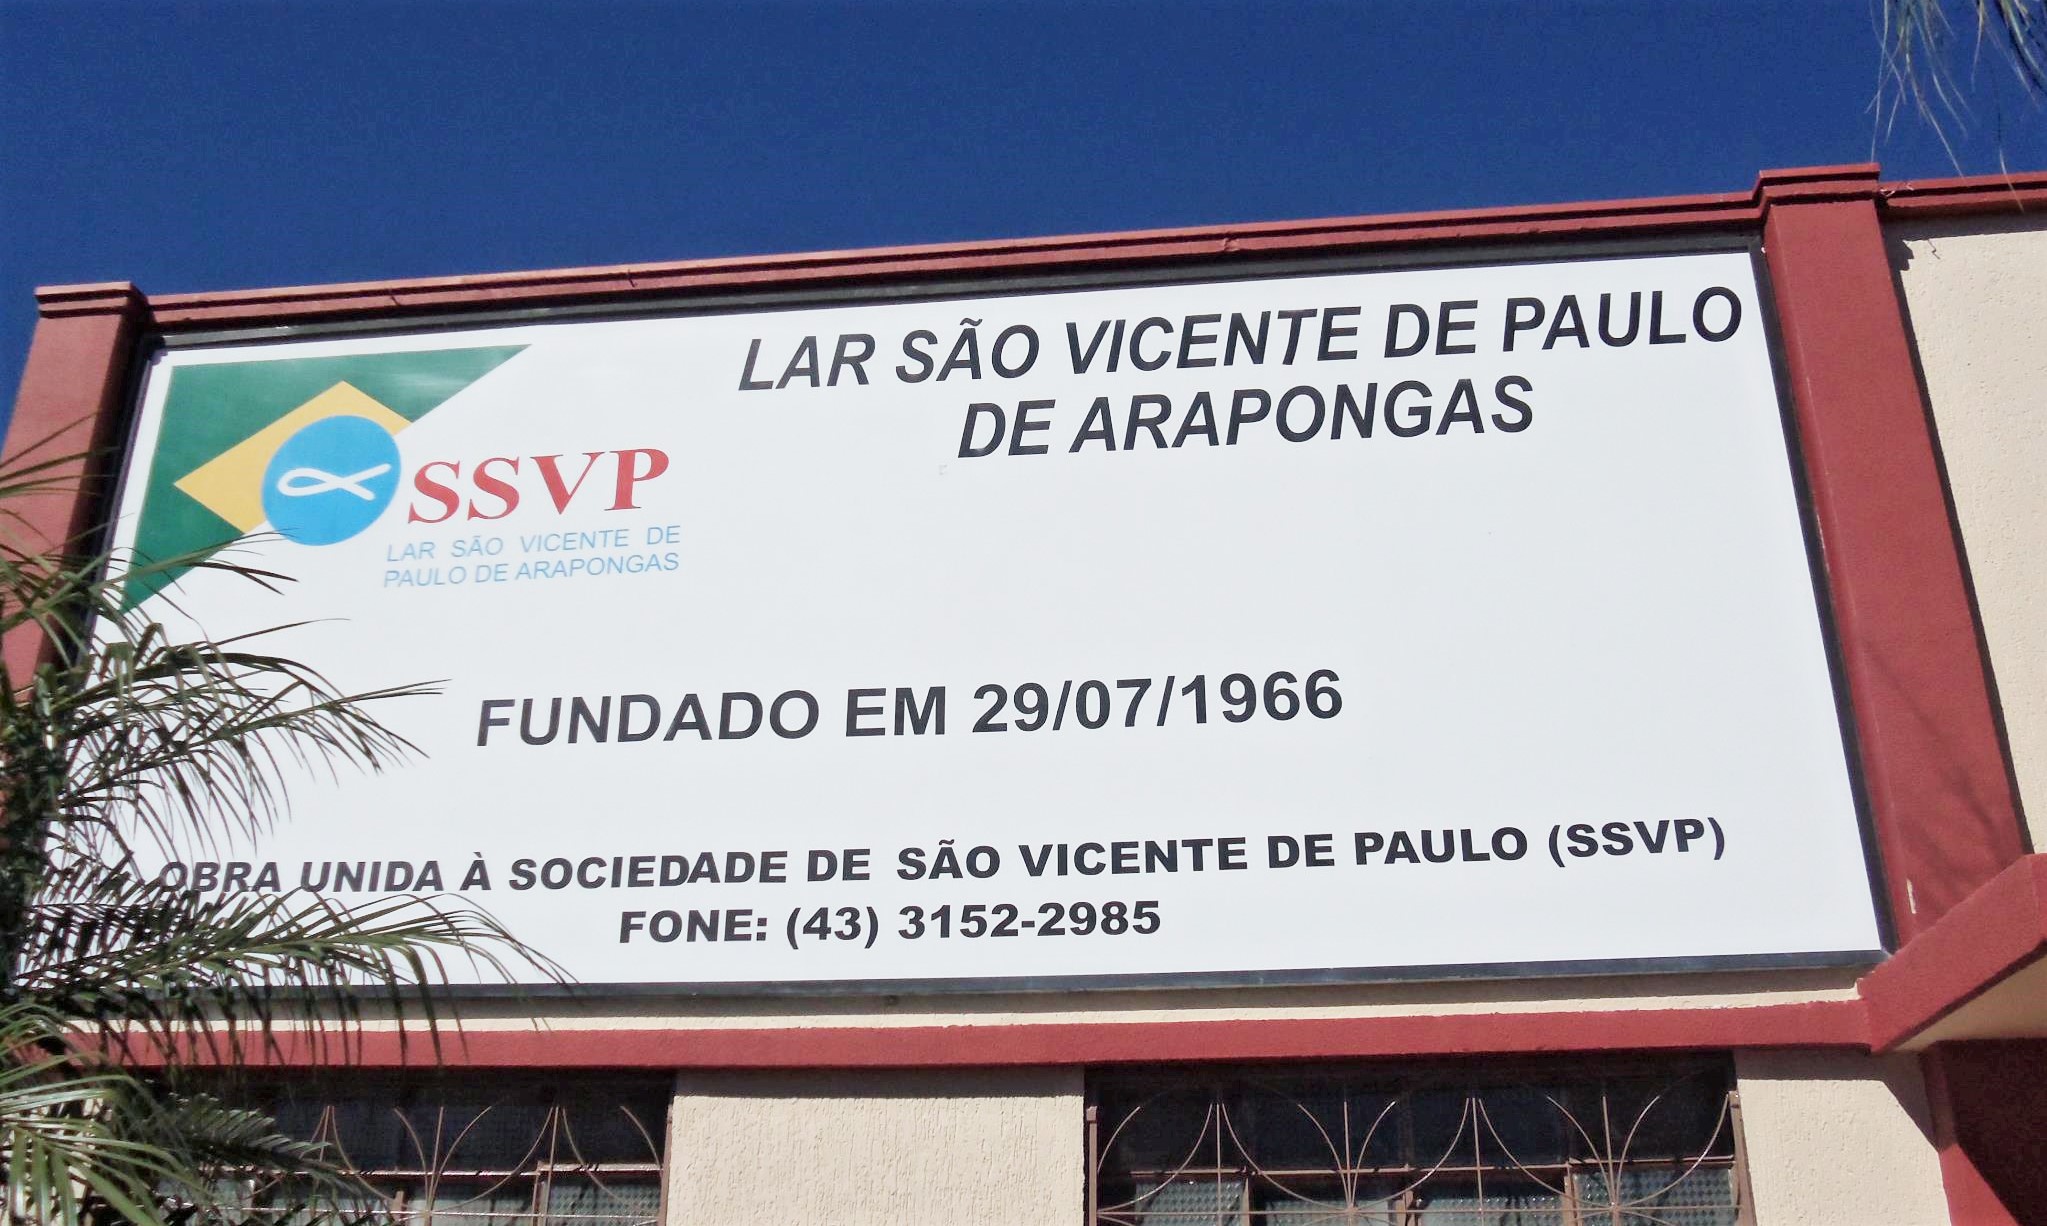 LAR SÃO VICENTE DE PAULO
DE ARAPONGAS
SSVP
LAR SÃO VICENTE DE
PAULO DE ARAPONGAS
FUNDADO EM 29/07/1966
OBRA UNIDA À SOCIEDADE DE SÃO VICENTE DE PAULO (SSVP)
FONE: (43) 3152-2985